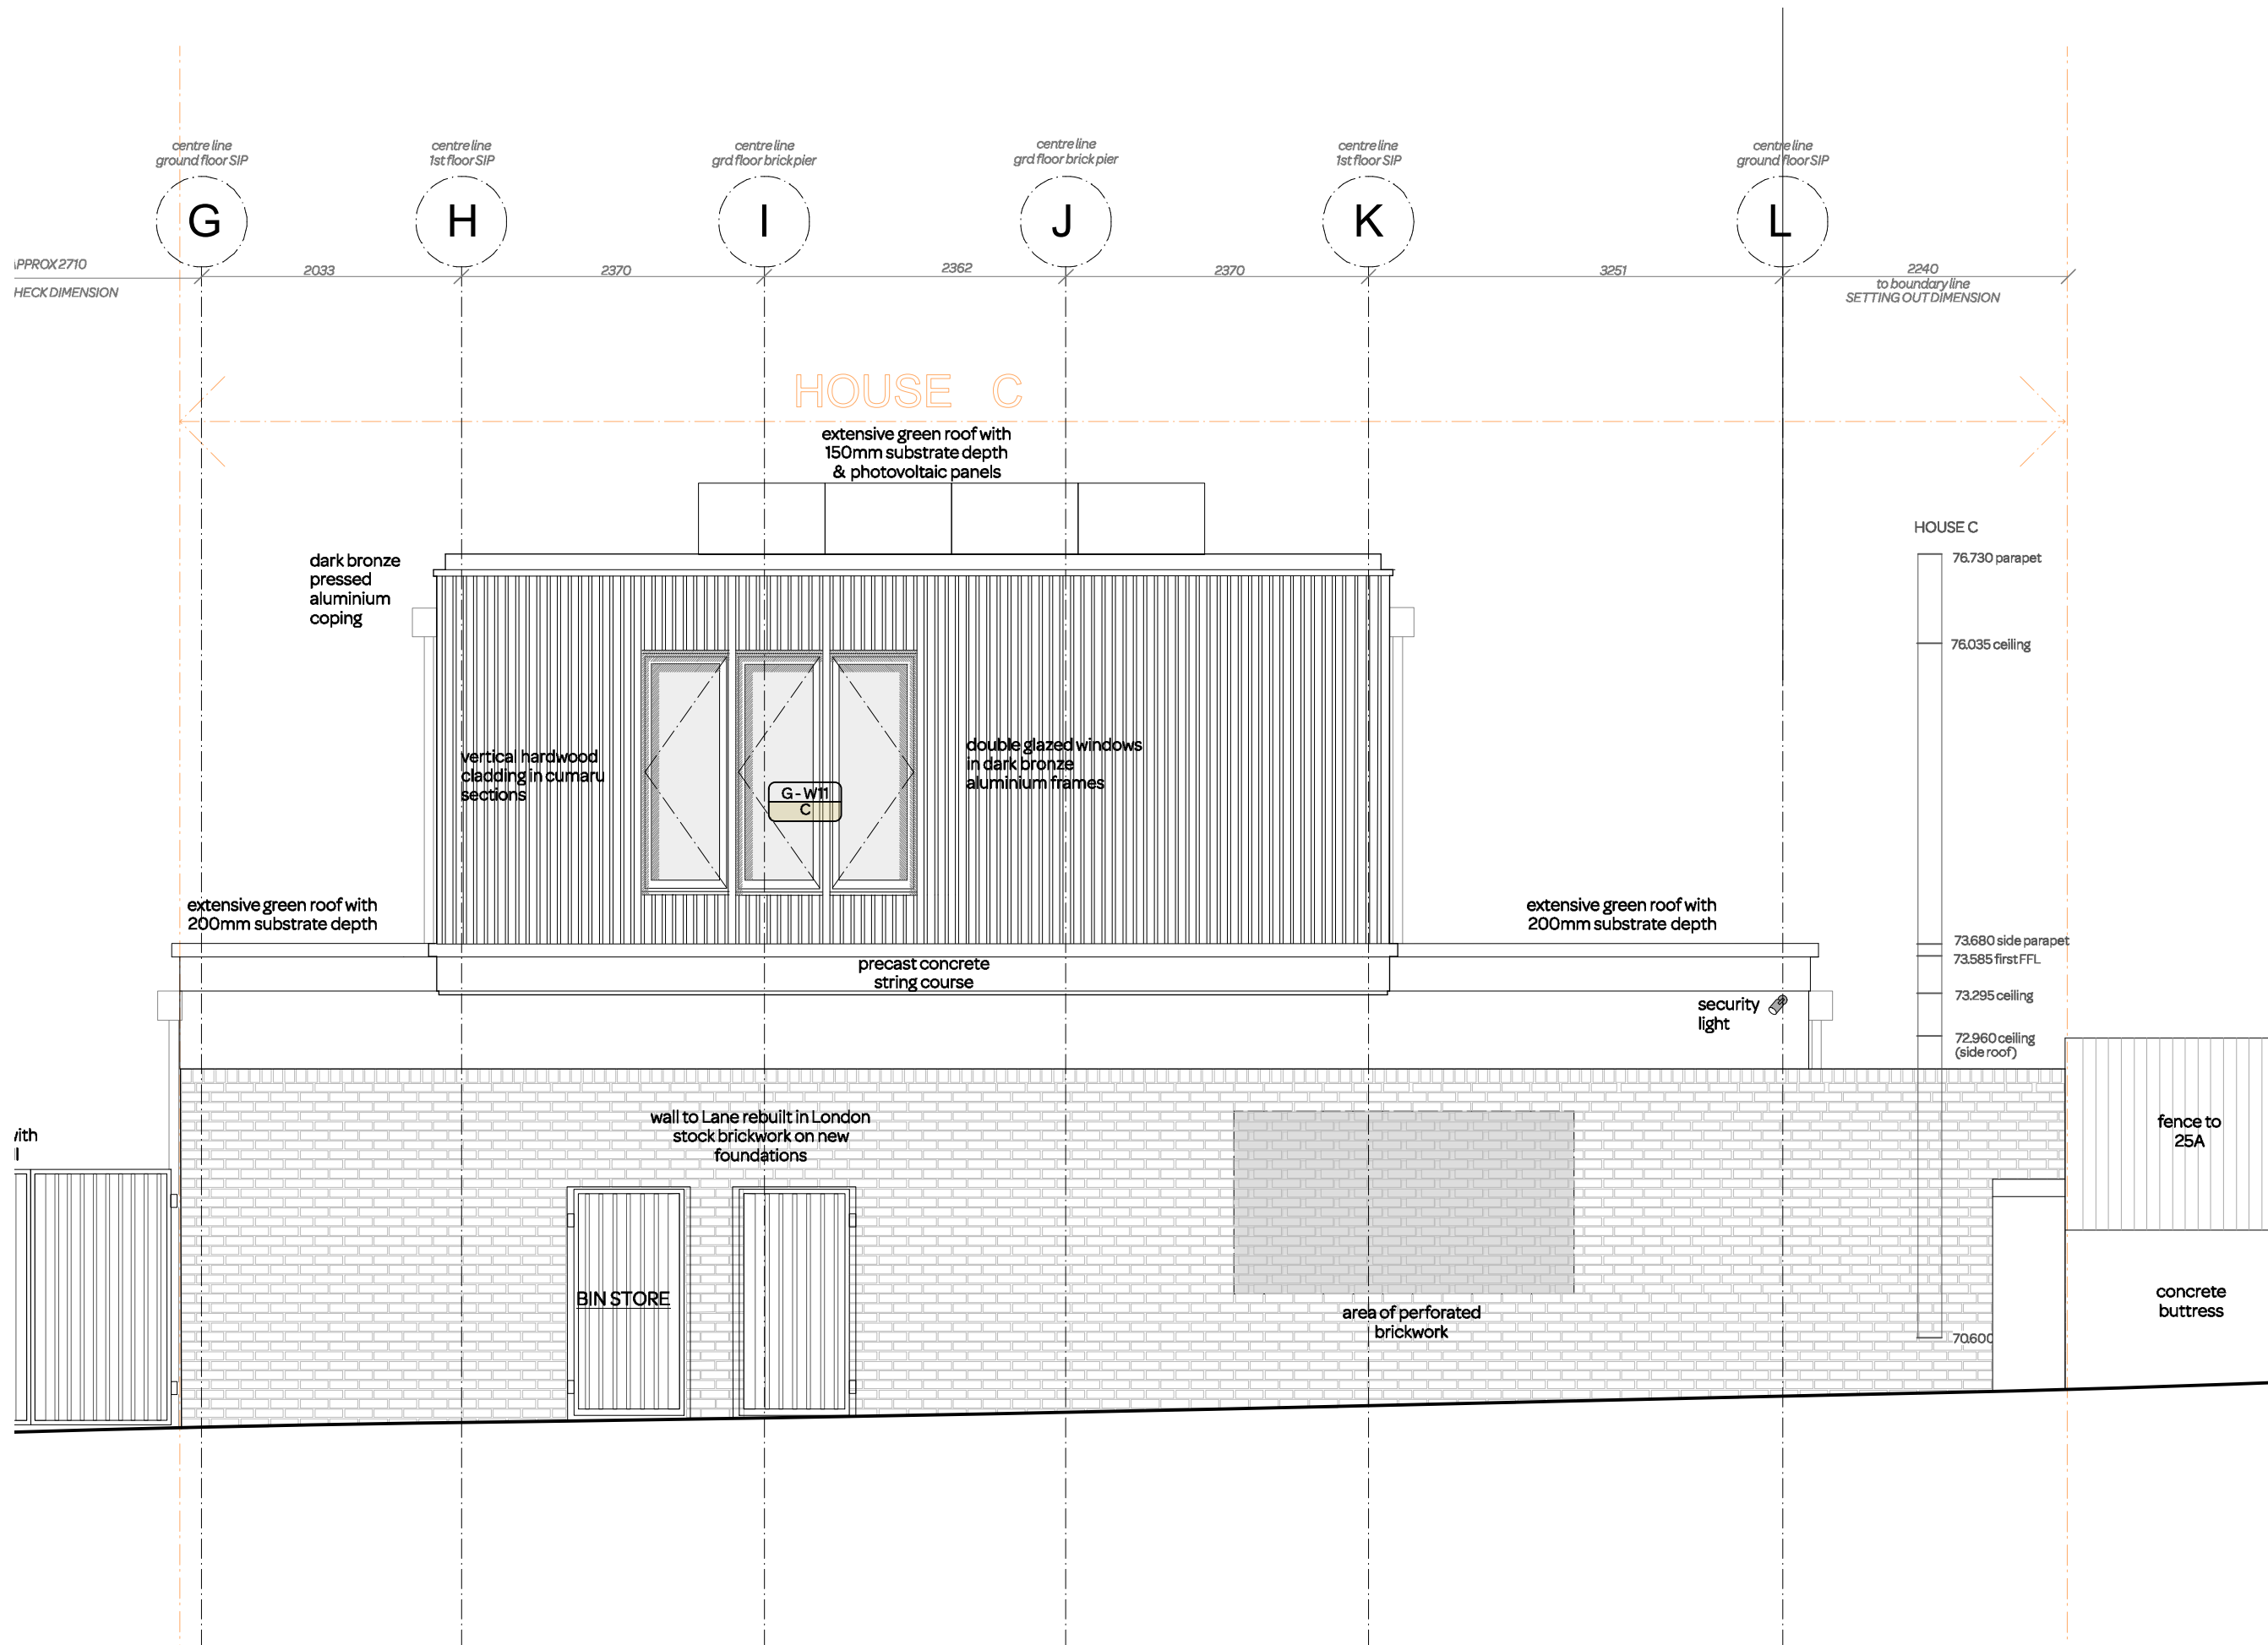 centre line
ground floor SIP
centre line
1st floor SIP
centre line
grd floor brick pier
centre line
grd floor brick pier
centre line
1st floor SIP
centre line
ground floor SIP
G
H
I
J
K
L
2710
HECK DIMENSION
2033
2370
2362
2370
3251
2240
to boundary line
SETTING OUT DIMENSION
HOUSE C
extensive green roof with
150mm substrate depth
& photovoltaic panels
dark bronze
pressed
aluminium
coping
HOUSE C
76.730 parapet
76.035 ceiling
vertical hardwood
cladding in cumaru
sections
double glazed windows
in dark bronze
aluminium frames
G - W11
C
extensive green roof with
200mm substrate depth
extensive green roof with
200mm substrate depth
73.680 side parapet
73.585 first FFL
73.295 ceiling
72.960 ceiling
(side roof)
70.600
precast concrete
string course
security
light
wall to Lane rebuilt in London
stock brickwork on new
foundations
fence to
25A
BIN STORE
area of perforated
brickwork
concrete
buttress